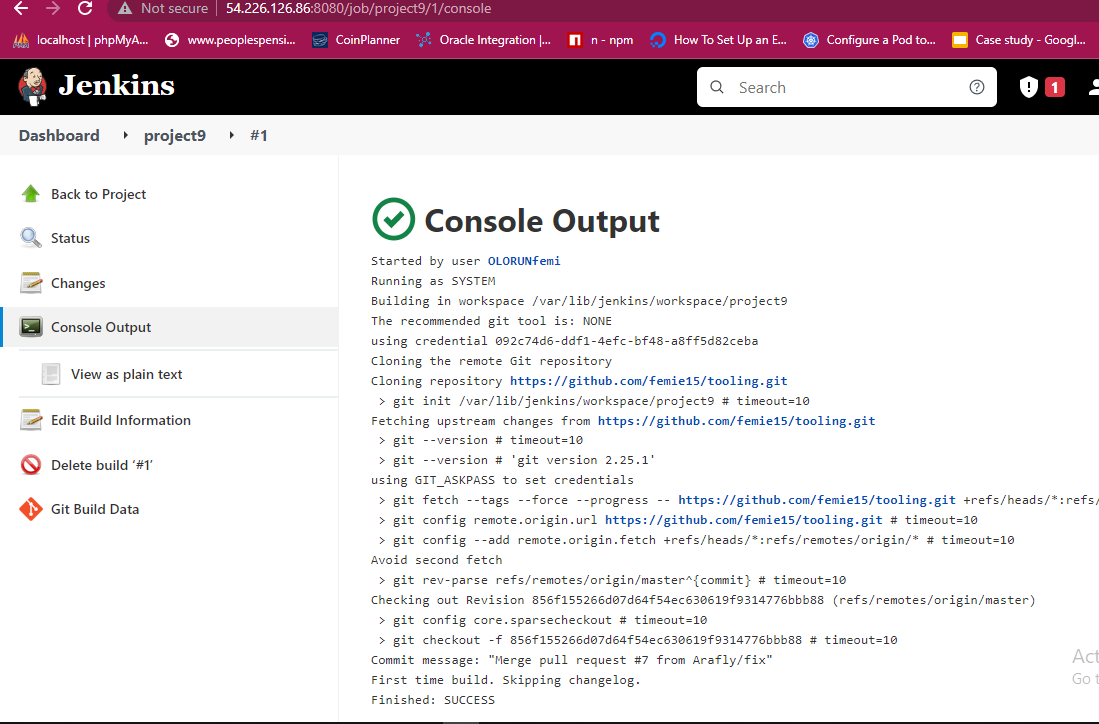 Not secure | 54.226.126.86:8080/job/project9/1/console
localhost | phpMyA... www.peoplespensi... CoinPlanner Oracle Integration |... n - npm How To Set Up an E... Configure a Pod to... Case study - Googl...
Jenkins Search 1
Dashboard project9 #1
Back to Project
Status
Changes
Console Output
View as plain text
Edit Build Information
Delete build ‘#1’
Git Build Data
Console Output
Started by user OLORUNfemi
Running as SYSTEM
Building in workspace /var/lib/jenkins/workspace/project9
The recommended git tool is: NONE
using credential 092c74d6-ddf1-4efc-bf48-a8ff5d82ceba
Cloning the remote Git repository
Cloning repository https://github.com/femie15/tooling.git
> git init /var/lib/jenkins/workspace/project9 # timeout=10
Fetching upstream changes from https://github.com/femie15/tooling.git
> git --version # timeout=10
> git --version # 'git version 2.25.1'
using GIT_ASKPASS to set credentials
> git fetch --tags --force --progress -- https://github.com/femie15/tooling.git +refs/heads/*:refs/
> git config remote.origin.url https://github.com/femie15/tooling.git # timeout=10
> git config --add remote.origin.fetch +refs/heads/*:refs/remotes/origin/* # timeout=10
Avoid second fetch
> git rev-parse refs/remotes/origin/master^{commit} # timeout=10
Checking out Revision 856f155266d07d64f54ec630619f9314776bbb88 (refs/remotes/origin/master)
> git config core.sparsecheckout # timeout=10
> git checkout -f 856f155266d07d64f54ec630619f9314776bbb88 # timeout=10
Commit message: "Merge pull request #7 from Arafly/fix"
First time build. Skipping changelog.
Finished: SUCCESS
Act
Go t